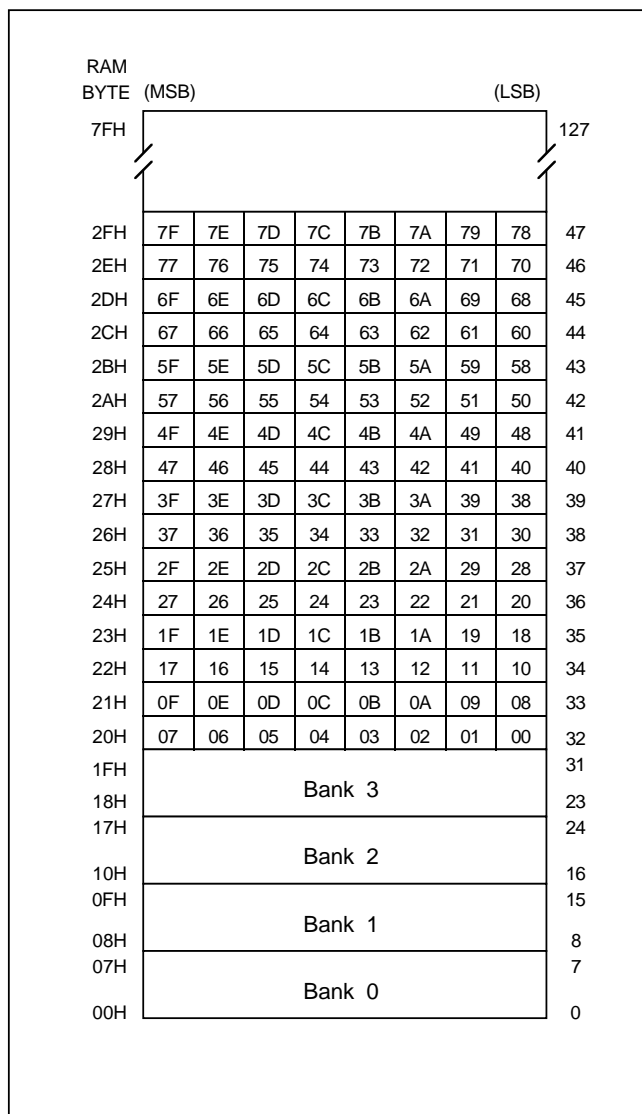 RAM
BYTE (MSB) (LSB)
7FH 127
2FH 7F 7E 7D 7C 7B 7A 79 78 47
2EH 77 76 75 74 73 72 71 70 46
2DH 6F 6E 6D 6C 6B 6A 69 68 45
2CH 67 66 65 64 63 62 61 60 44
2BH 5F 5E 5D 5C 5B 5A 59 58 43
2AH 57 56 55 54 53 52 51 50 42
29H 4F 4E 4D 4C 4B 4A 49 48 41
28H 47 46 45 44 43 42 41 40 40
27H 3F 3E 3D 3C 3B 3A 39 38 39
26H 37 36 35 34 33 32 31 30 38
25H 2F 2E 2D 2C 2B 2A 29 28 37
24H 27 26 25 24 23 22 21 20 36
23H 1F 1E 1D 1C 1B 1A 19 18 35
22H 17 16 15 14 13 12 11 10 34
21H 0F 0E 0D 0C 0B 0A 09 08 33
20H 07 06 05 04 03 02 01 00 32
1FH 31
Bank 3
18H 23
17H 24
Bank 2
10H 16
0FH 15
Bank 1
08H 8
07H 7
Bank 0
00H 0